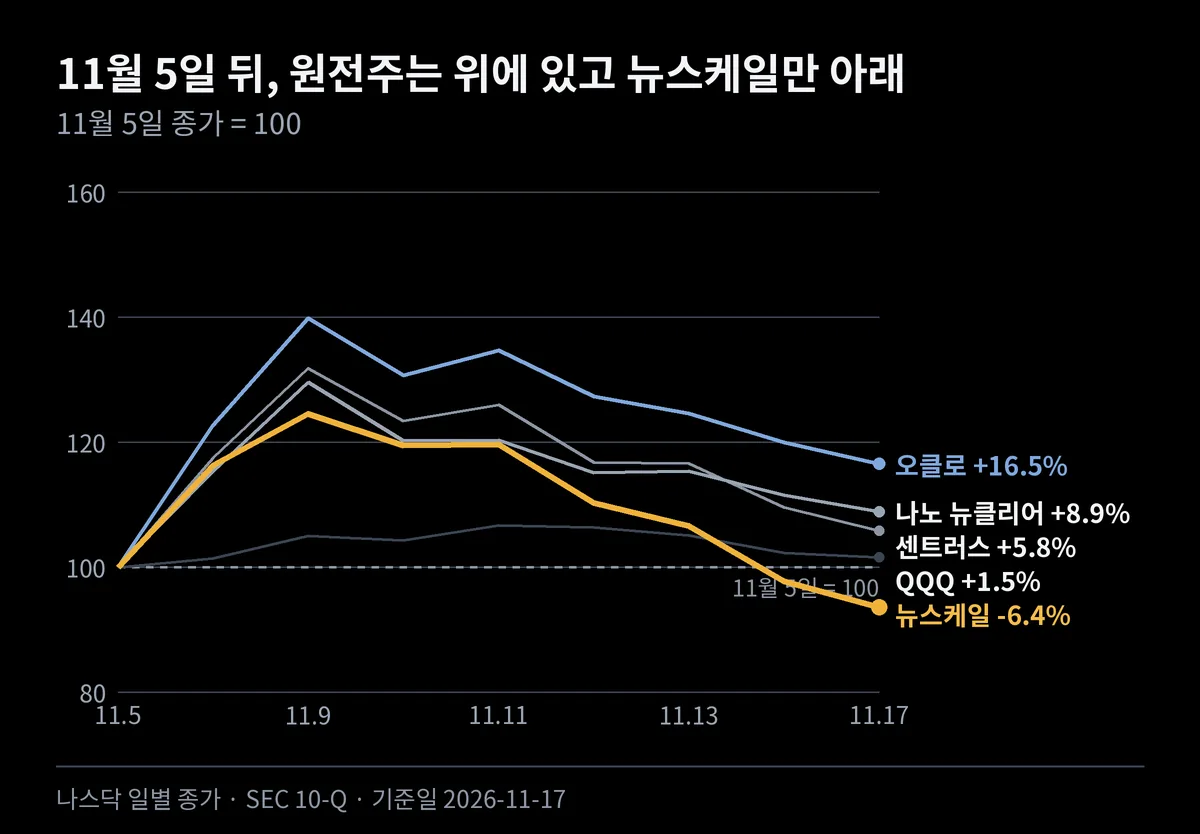 11월 5일 뒤, 원전주는 위에 있고 뉴스케일만 아래
11월 5일 종가 = 100
160
140
120
100
80
오클로 +16.5%
나노 뉴클리어 +8.9%
센트러스 +5.8%
QQQ +1.5%
뉴스케일 -6.4%
11월 5일 = 100
11.5 11.9 11.11 11.13 11.17
나스닥 일별 종가 · SEC 10-Q · 기준일 2026-11-17